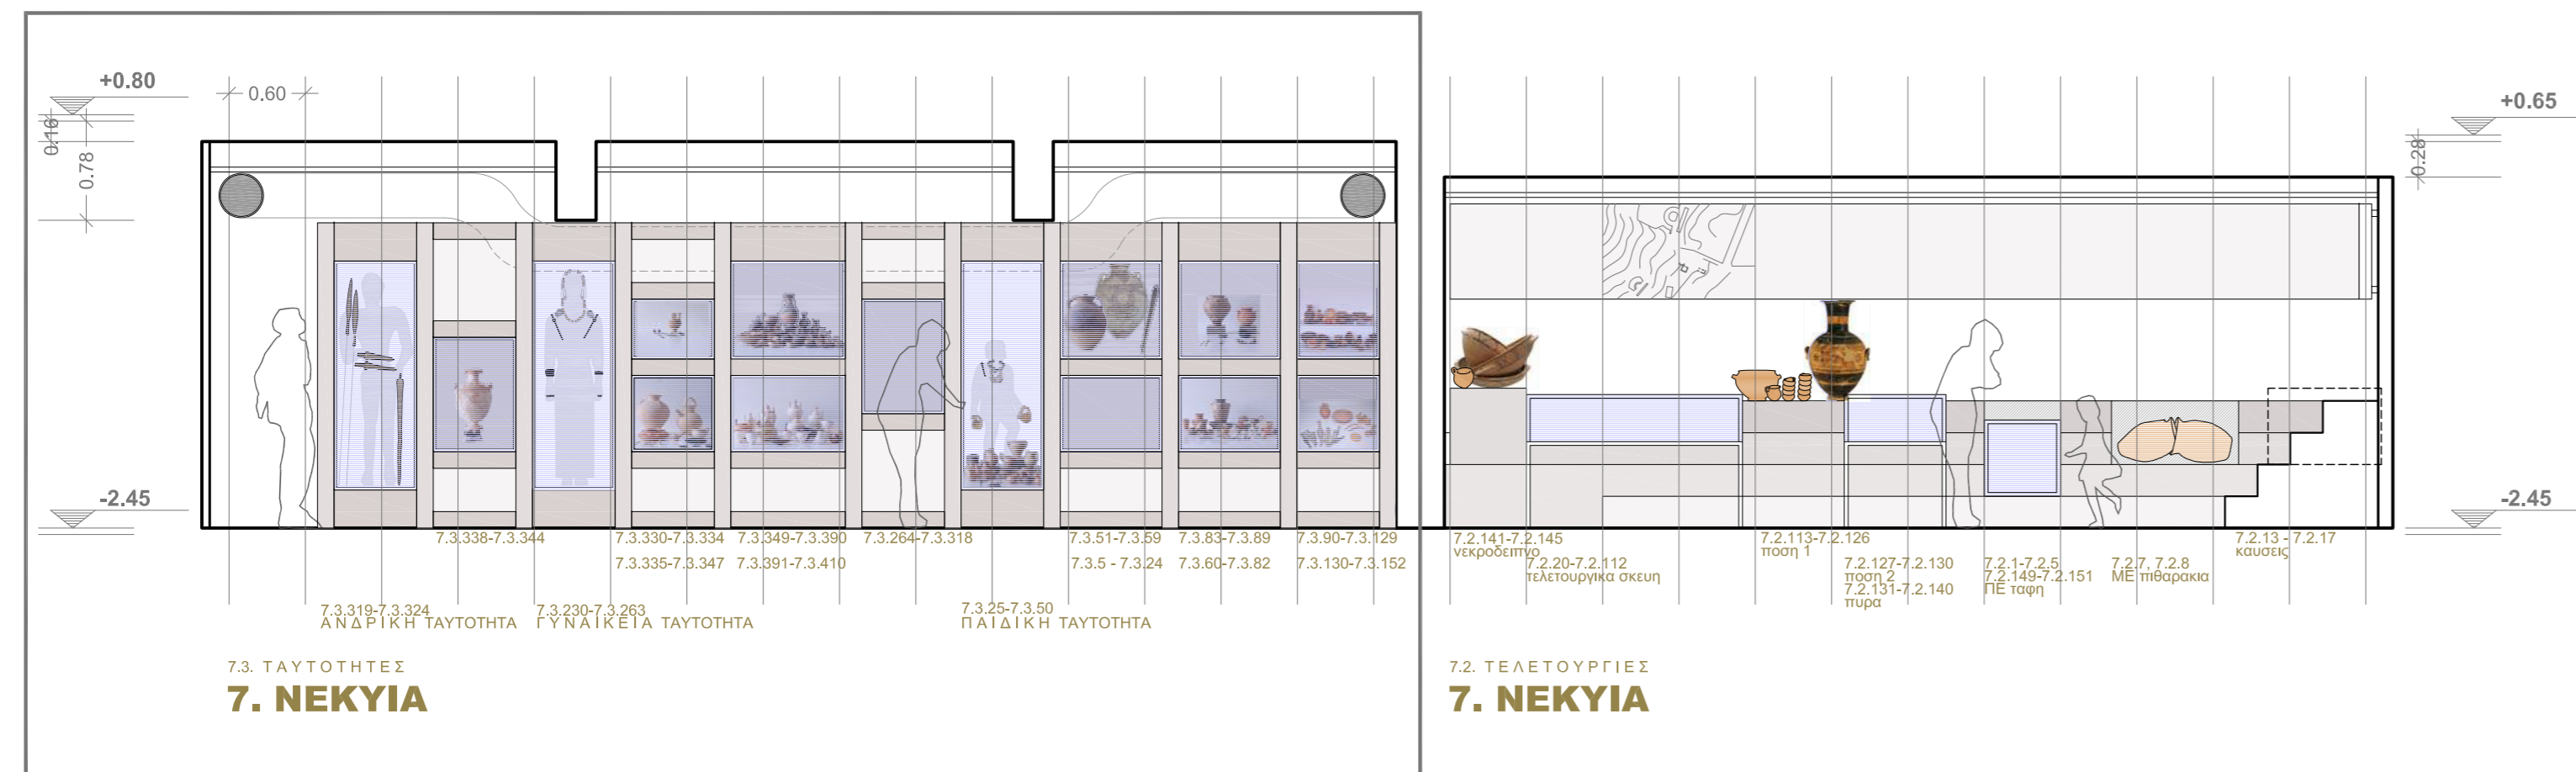 +0.80
0.60
0.16
0.78
-2.45
7.3.338-7.3.344
7.3.330-7.3.334
7.3.349-7.3.390
7.3.264-7.3.318
7.3.51-7.3.59
7.3.83-7.3.89
7.3.90-7.3.129
7.3.335-7.3.347
7.3.391-7.3.410
7.3.5 - 7.3.24
7.3.60-7.3.82
7.3.130-7.3.152
7.3.319-7.3.324
ΑΝΔΡΙΚΗ ΤΑΥΤΟΤΗΤΑ
7.3.230-7.3.263
ΓΥΝΑΙΚΕΙΑ ΤΑΥΤΟΤΗΤΑ
7.3.25-7.3.50
ΠΑΙΔΙΚΗ ΤΑΥΤΟΤΗΤΑ
7.3. ΤΑΥΤΟΤΗΤΕΣ
7. ΝΕΚΥΙΑ
+0.65
0.28
-2.45
7.2.141-7.2.145
νεκροδειπνο
7.2.20-7.2.112
τελετουργικα σκευη
7.2.113-7.2.126
ποση 1
7.2.127-7.2.130
ποση 2
7.2.131-7.2.140
πυρα
7.2.1-7.2.5
7.2.149-7.2.151
ΠΕ ταφη
7.2.7, 7.2.8
ΜΕ πιθαρακια
7.2.13 - 7.2.17
καυσεις
7.2. ΤΕΛΕΤΟΥΡΓΙΕΣ
7. ΝΕΚΥΙΑ